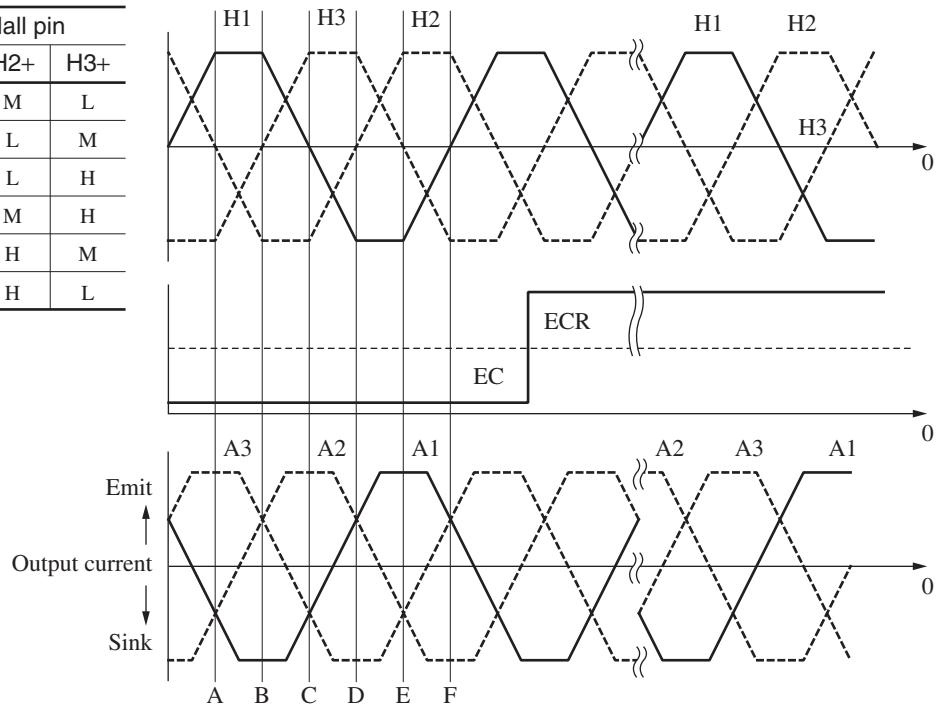 Hall pin
H2+ H3+
M L
L M
L H
M H
H M
H L
H1 H3 H2 H1 H2
H3
0
ECR
EC
0
A3 A2 A1 A2 A3 A1
Emit
Output current
0
Sink
A B C D E F